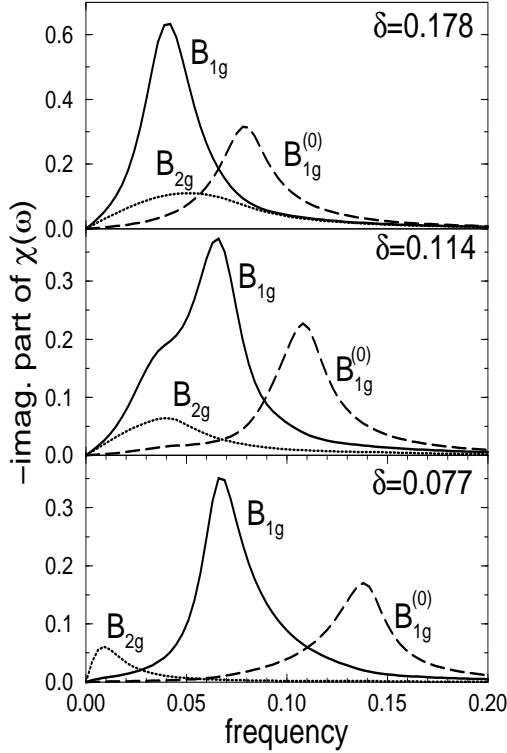 −imag. part of χ(ω)
δ=0.178
0.6
B1g
0.4
B2g
B1g(0)
0.2
0.0
δ=0.114
0.3
B1g
0.2
B1g(0)
B2g
0.1
0.0
δ=0.077
0.3
B1g
0.2
B2g
B1g(0)
0.1
0.0
0.00 0.05 0.10 0.15 0.20
frequency